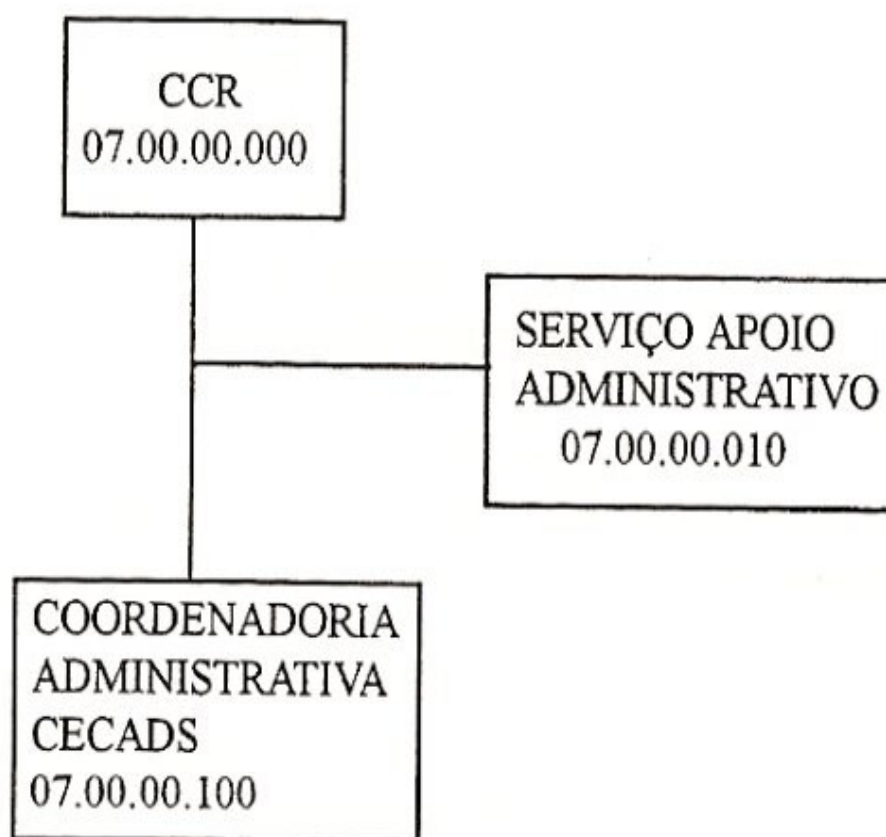 CCR
07.00.00.000
SERVIÇO APOIO
ADMINISTRATIVO
07.00.00.010
COORDENADORIA
ADMINISTRATIVA
CECADS
07.00.00.100